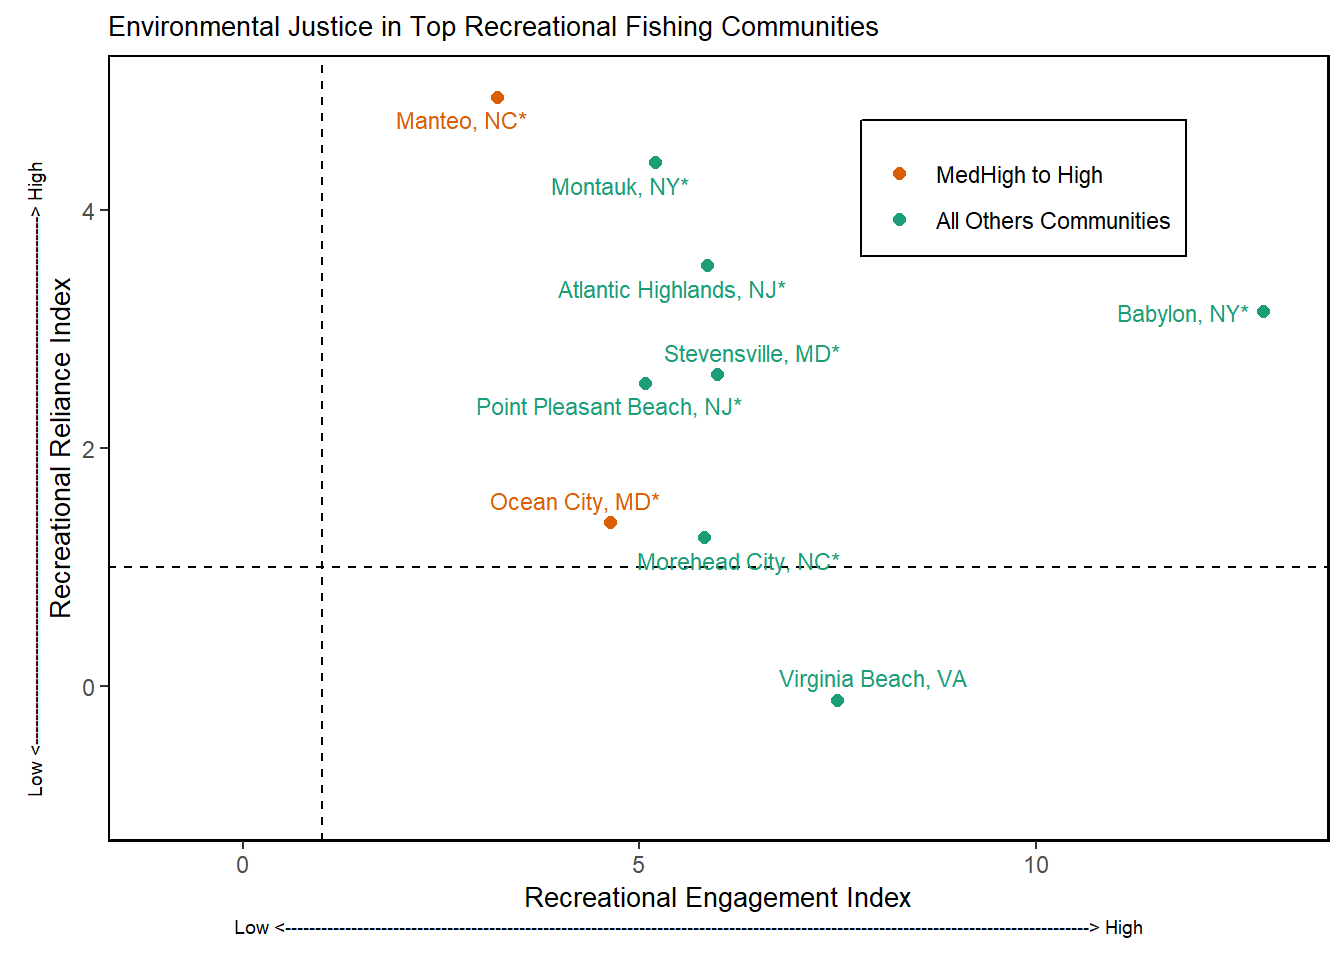 Environmental Justice in Top Recreational Fishing Communities
Manteo, NC*
Montauk, NY*
MedHigh to High
All Others Communities
Atlantic Highlands, NJ*
Babylon, NY*
Stevensville, MD*
Point Pleasant Beach, NJ*
Ocean City, MD*
Morehead City, NC*
Virginia Beach, VA
4
2
0
Recreational Reliance Index
Low <--------------------------------------------------------------------------------------> High
0 5 10
Recreational Engagement Index
Low <--------------------------------------------------------------------------------------------------------------------------------------> High